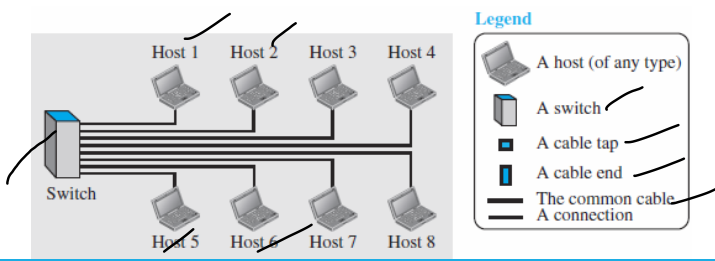 Legend
Host 1 Host 2 Host 3 Host 4
A host (of any type)
A switch
A cable tap
A cable end
Switch
The common cable
A connection
Host 5 Host 6 Host 7 Host 8